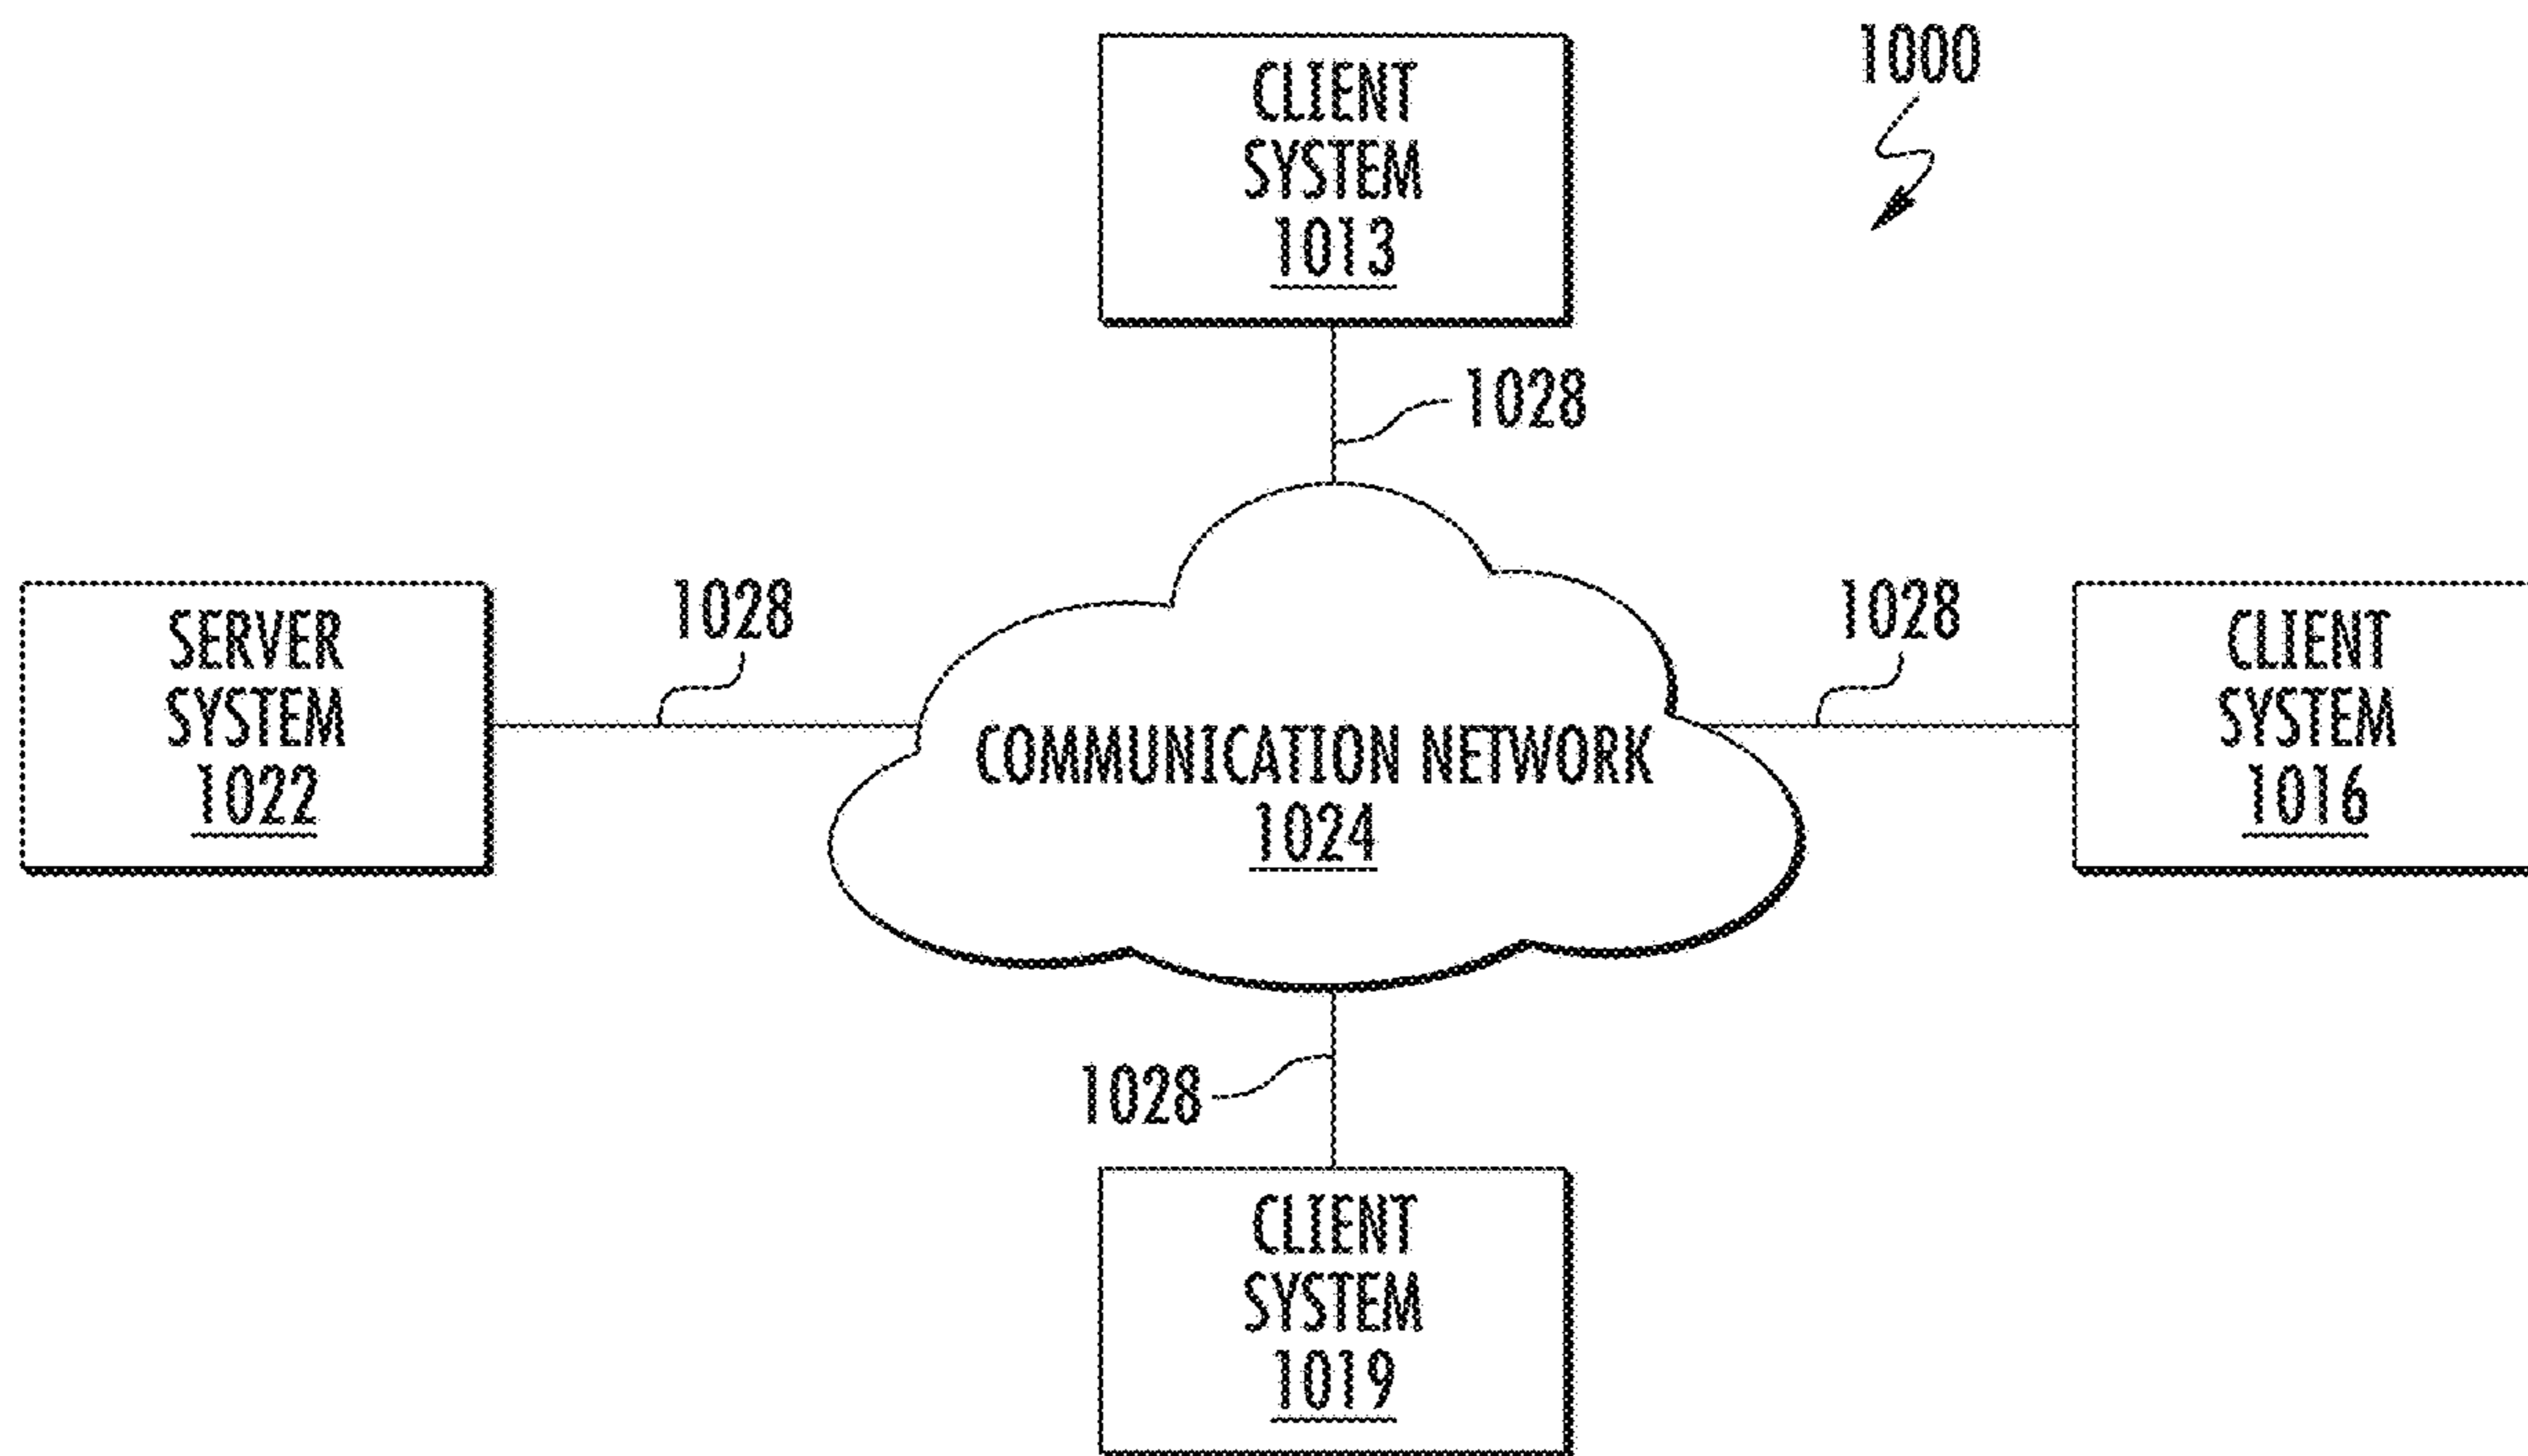 1000
CLIENT
SYSTEM
1013
1028
SERVER
SYSTEM
1022
1028
COMMUNICATION NETWORK
1024
1028
CLIENT
SYSTEM
1016
1028
CLIENT
SYSTEM
1019